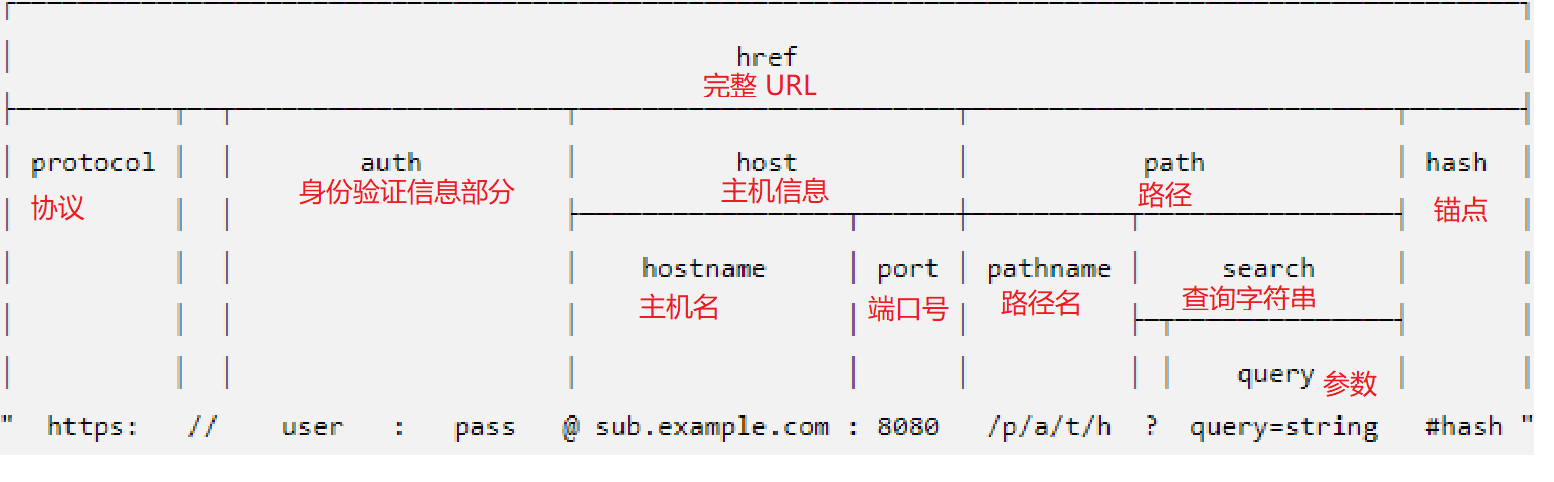 href
完整 URL
protocol auth host path hash
协议 身份验证信息部分 主机信息 路径 锚点
hostname port pathname search
主机名 端口号 路径名 查询字符串
query 参数
" https: // user : pass @ sub.example.com : 8080 /p/a/t/h ? query=string #hash "